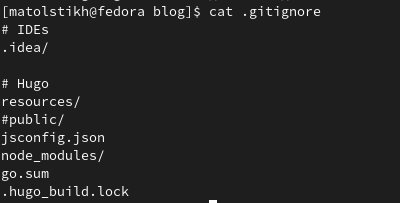 [matolstikh@fedora blog]$ cat .gitignore
# IDEs
.idea/

# Hugo
resources/
#public/
jsconfig.json
node_modules/
go.sum
.hugo_build.lock